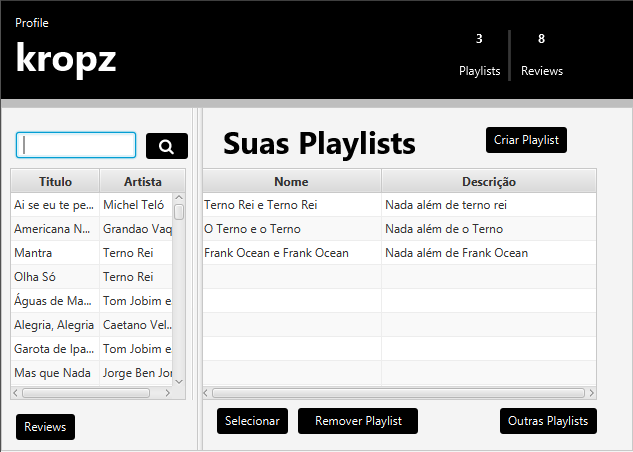 Profile
kropz
3 8
Playlists Reviews
Suas Playlists
Criar Playlist
Titulo Artista
Ai se eu te pe... Michel Teló
Americana N... Grandao Vaq
Mantra Terno Rei
Olha Só Terno Rei
Águas de Ma... Tom Jobim e
Alegria, Alegria Caetano Vel...
Garota de Ipa... Tom Jobim e
Mas que Nada Jorge Ben Jor
Reviews
Nome Descrição
Terno Rei e Terno Rei Nada além de terno rei
O Terno e o Terno Nada além de o Terno
Frank Ocean e Frank Ocean Nada além de Frank Ocean
Selecionar Remover Playlist Outras Playlists